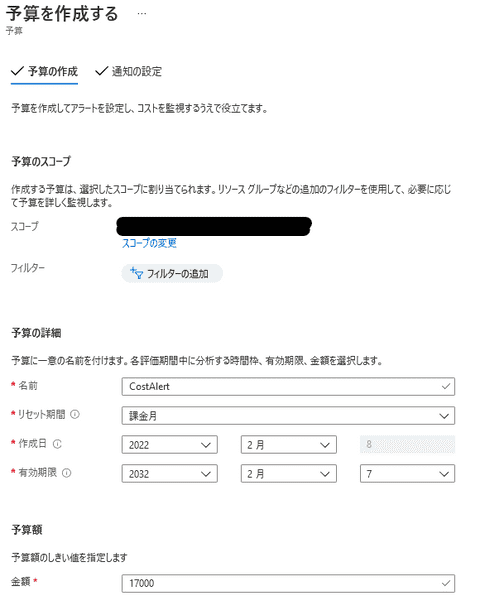 予算を作成する ...
予算
予算の作成 通知の設定
予算を作成してアラートを設定し、コストを監視するうえで役立てます。
予算のスコープ
作成する予算は、選択したスコープに割り当てられます。リソース グループなどの追加のフィルターを使用して、必要に応じ
て予算を詳しく監視します。
スコープ
スコープの変更
フィルター フィルターの追加
予算の詳細
予算に一意の名前を付けます。各評価期間中に分析する時間枠、有効期限、金額を選択します。
* 名前 CostAlert
* リセット期間 課金月
* 作成日 2022 2 月 8
* 有効期限 2032 2 月 7
予算額
予算額のしきい値を指定します
金額 * 17000